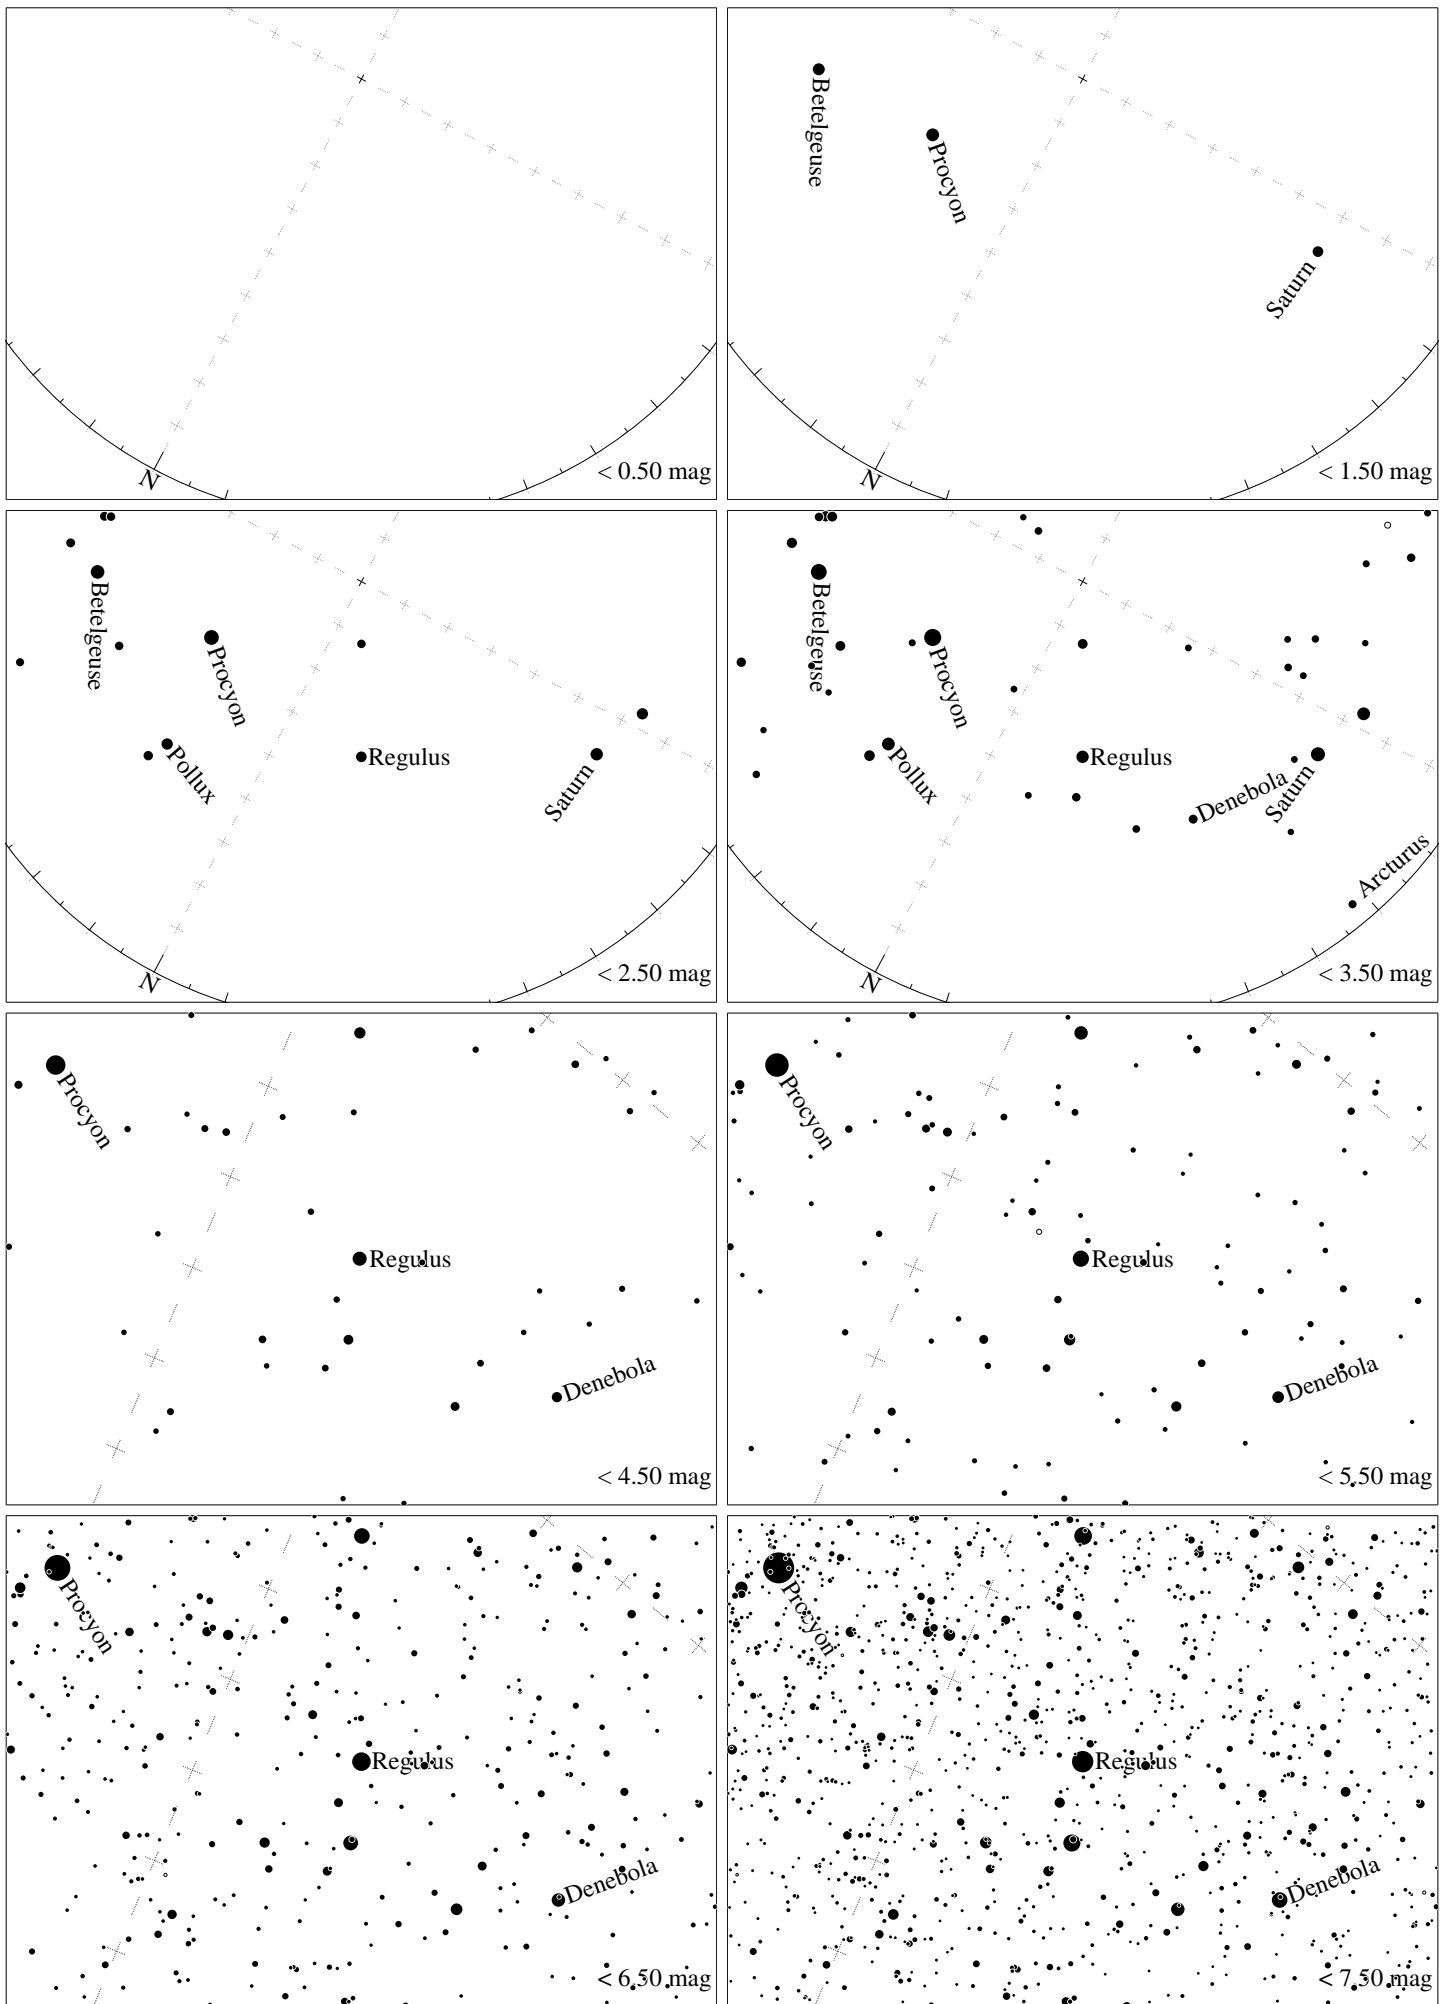 N
< 0.50 mag
Betelgeuse
Procyon
Saturn
N
< 1.50 mag
Betelgeuse
Procyon
Pollux
Regulus
Saturn
N
< 2.50 mag
Betelgeuse
Procyon
Pollux
Regulus
Denebola
Saturn
Arcturus
N
< 3.50 mag
Procyon
Regulus
Denebola
< 4.50 mag
Procyon
Regulus
Denebola
< 5.50 mag
Procyon
Regulus
Denebola
< 6.50 mag
Procyon
Regulus
Denebola
< 7.50 mag